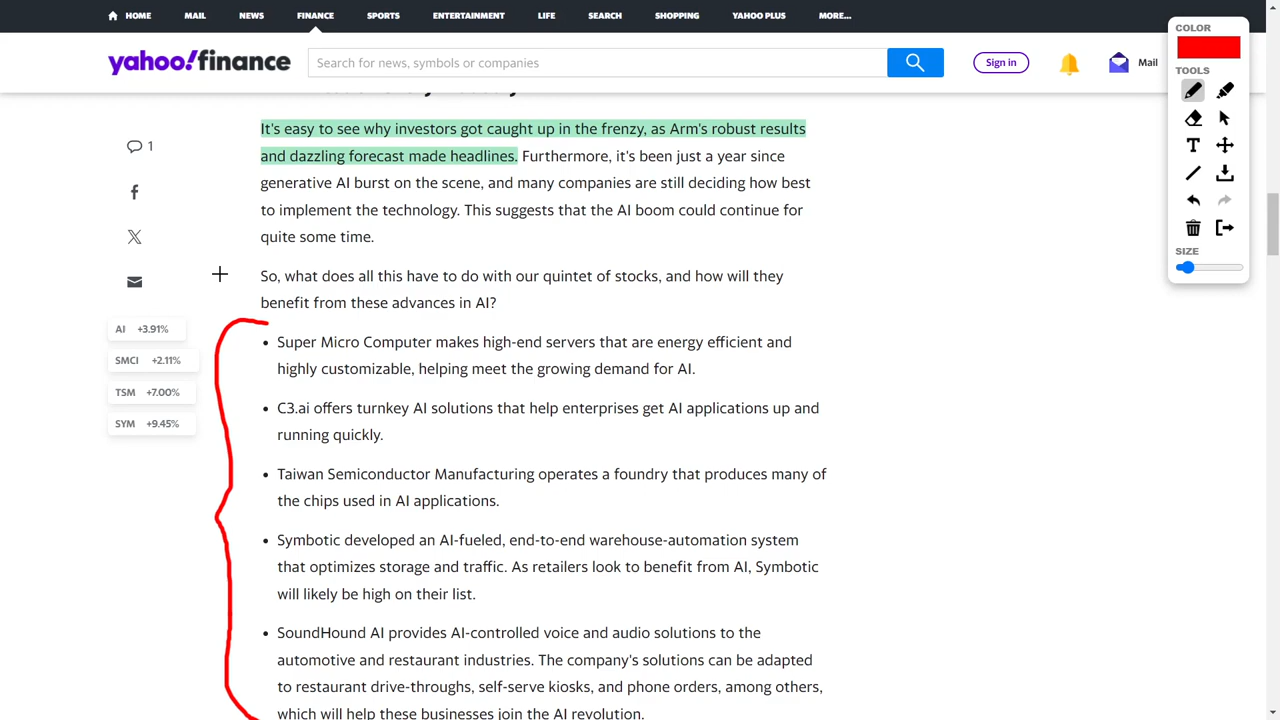 HOME MAIL NEWS FINANCE SPORTS ENTERTAINMENT LIFE SEARCH SHOPPING YAHOO PLUS MORE...
yahoo!finance
Search for news, symbols or companies
Sign in
Mail
COLOR
TOOLS
SIZE
1
It's easy to see why investors got caught up in the frenzy, as Arm's robust results
and dazzling forecast made headlines. Furthermore, it's been just a year since
generative AI burst on the scene, and many companies are still deciding how best
to implement the technology. This suggests that the AI boom could continue for
quite some time.
So, what does all this have to do with our quintet of stocks, and how will they
benefit from these advances in AI?
AI +3.91%
SMCI +2.11%
TSM +7.00%
SYM +9.45%
• Super Micro Computer makes high-end servers that are energy efficient and
highly customizable, helping meet the growing demand for AI.
• C3.ai offers turnkey AI solutions that help enterprises get AI applications up and
running quickly.
• Taiwan Semiconductor Manufacturing operates a foundry that produces many of
the chips used in AI applications.
• Symbotic developed an AI-fueled, end-to-end warehouse-automation system
that optimizes storage and traffic. As retailers look to benefit from AI, Symbotic
will likely be high on their list.
• SoundHound AI provides AI-controlled voice and audio solutions to the
automotive and restaurant industries. The company's solutions can be adapted
to restaurant drive-throughs, self-serve kiosks, and phone orders, among others,
which will help these businesses join the AI revolution.